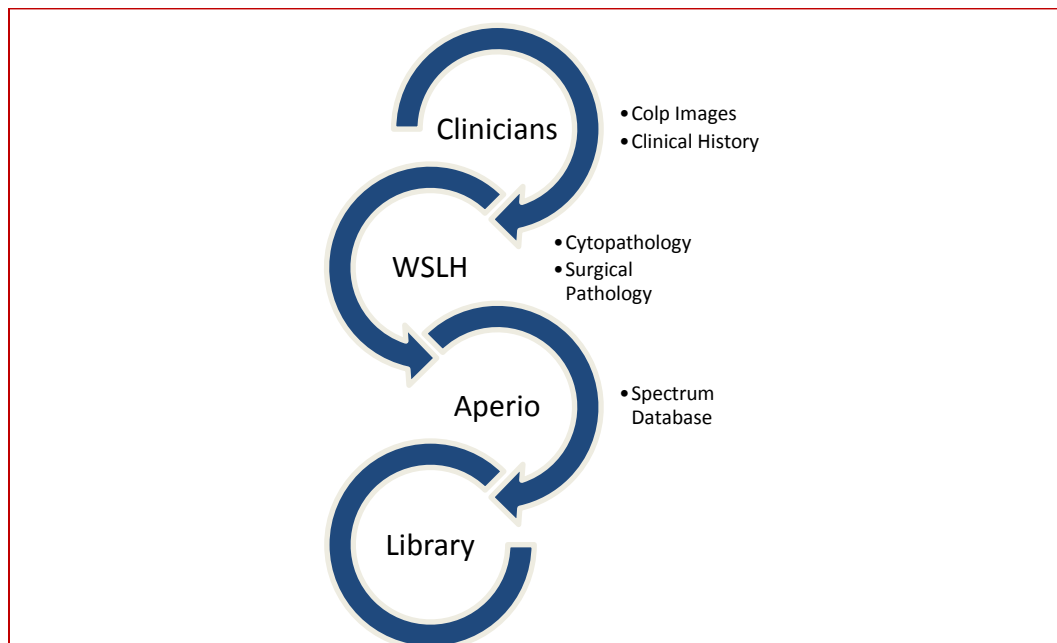 Clinicians
• Colp Images
• Clinical History
WSLH
• Cytopathology
• Surgical
Pathology
Aperio
• Spectrum
Database
Library